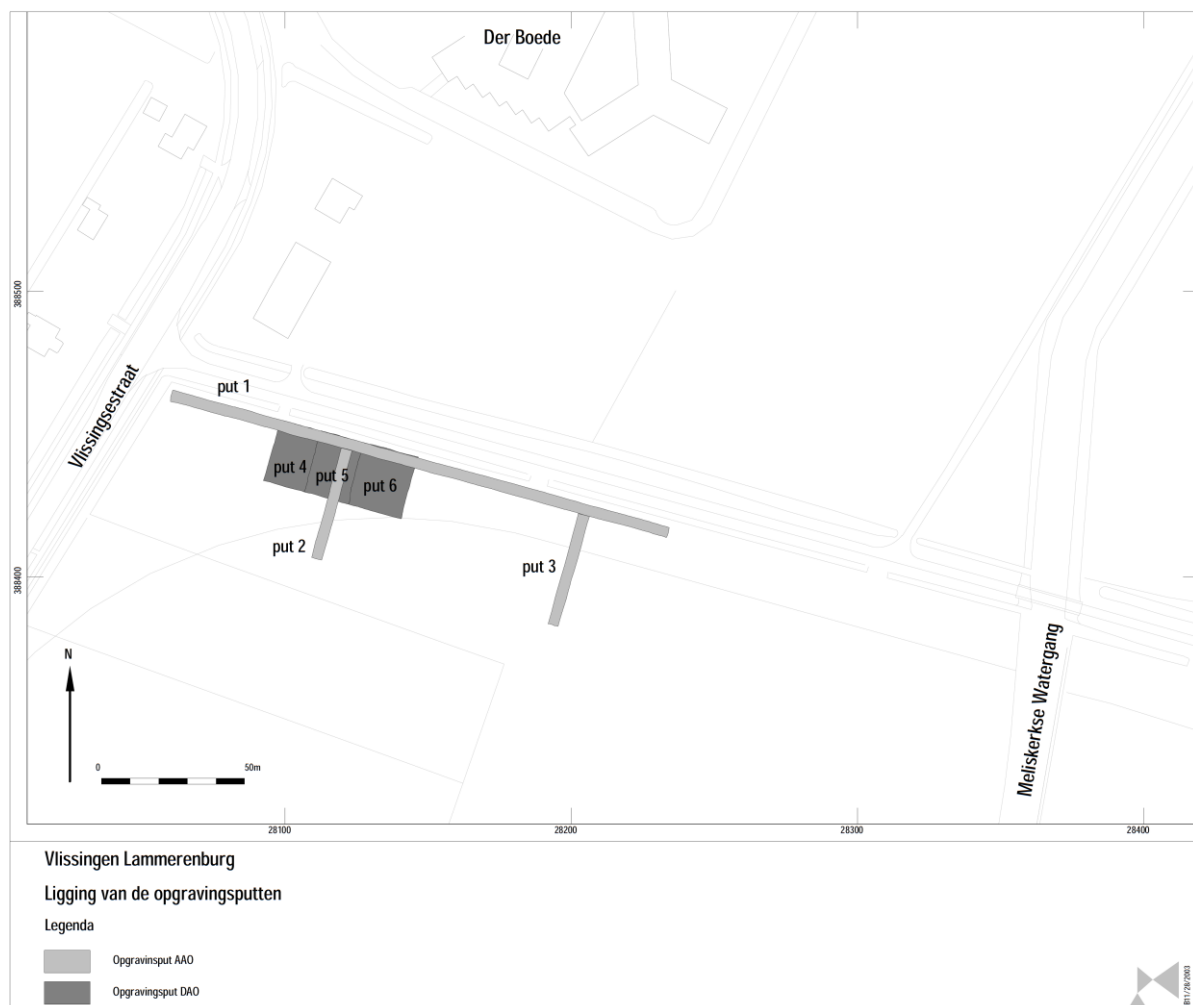 Der Boede
388500
put 1
Vlissingsestraat
put 4
put 5
put 6
put 2
put 3
388400
Meliskerkse Watergang
N
0 50m
28100 28200 28300 28400
Vlissingen Lammerenburg
Ligging van de opgravingsputten
Legenda
Opgravinsput AAO
Opgravingsput DAO